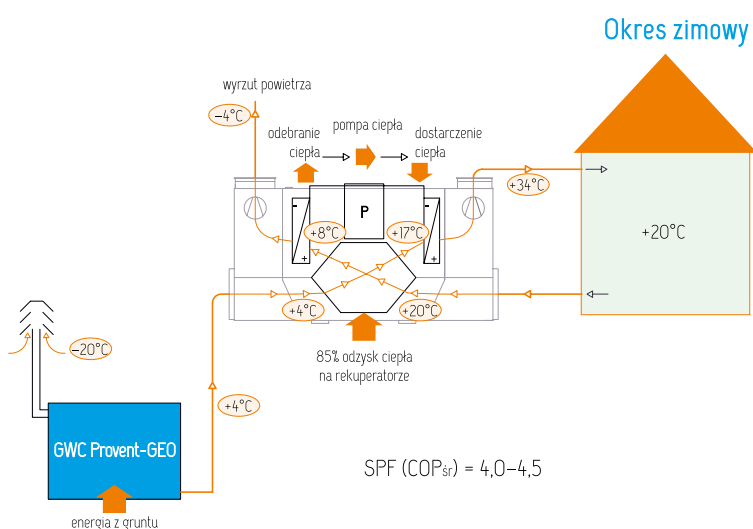 Okres zimowy
wyrzut powietrza
–4°C
odebranie
ciepła
pompa ciepła
dostarczenie
ciepła
+34°C
P
- +
- +
+8°C
+17°C
+20°C
+4°C
+20°C
–20°C
85% odzysk ciepła
na rekuperatorze
+4°C
GWC Provent-GEO
SPF (COPśr) = 4,0–4,5
energia z gruntu